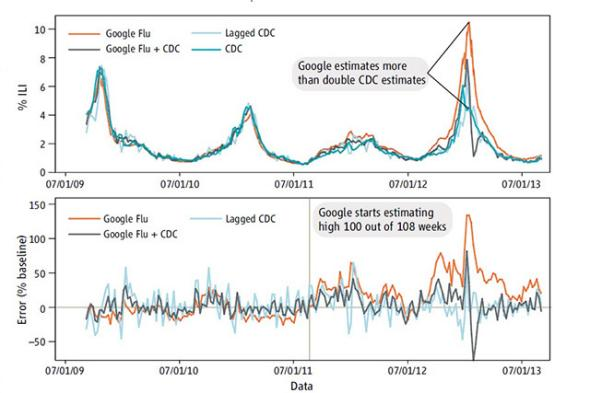 Google Flu
Lagged CDC
Google Flu + CDC
CDC
Google estimates more
than double CDC estimates
% ILI
10
8
6
4
2
0
07/01/09
07/01/10
07/01/11
07/01/12
07/01/13
Google Flu
Lagged CDC
Google Flu + CDC
Google starts estimating
high 100 out of 108 weeks
Error (% baseline)
150
100
50
0
−50
07/01/09
07/01/10
07/01/11
07/01/12
07/01/13
Data